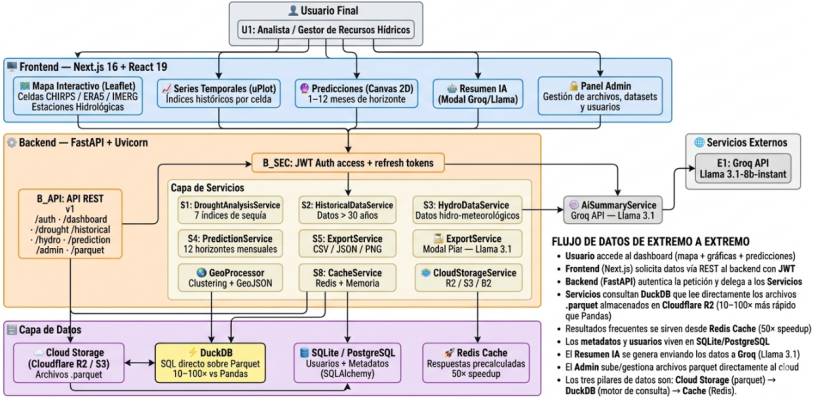 Usuario Final
U1: Analista / Gestor de Recursos Hídricos
Frontend — Next.js 16 + React 19
Mapa Interactivo (Leaflet)
Celdas CHIRPS / ERA5 / IMERG
Estaciones Hidrológicas
Series Temporales (uPlot)
Índices históricos por celda
Predicciones (Canvas 2D)
1–12 meses de horizonte
Resumen IA
(Modal Groq/Llama)
Panel Admin
Gestión de archivos, datasets
y usuarios
Backend — FastAPI + Uvicorn
B_SEC: JWT Auth access + refresh tokens
Servicios Externos
E1: Groq API
Llama 3.1-8b-instant
B_API: API REST
v1
/auth · /dashboard
· /drought /historical
· /hydro · /prediction
· /admin · /parquet
Capa de Servicios
S1: DroughtAnalysisService
7 índices de sequía
S2: HistoricalDataService
Datos > 30 años
S3: HydroDataService
Datos hidro-meteorológicos
AiSummaryService
Groq API — Llama 3.1
S4: PredictionService
12 horizontes mensuales
S5: ExportService
CSV / JSON / PNG
ExportService
Modal Piar — Llama 3.1
GeoProcessor
Clustering + GeoJSON
S8: CacheService
Redis + Memoria
CloudStorageService
R2 / S3 / B2
Capa de Datos
Cloud Storage
(Cloudflare R2 / S3)
Archivos .parquet
DuckDB
SQL directo sobre Parquet
10–100× vs Pandas
SQLite / PostgreSQL
Usuarios + Metadatos
(SQLAlchemy)
Redis Cache
Respuestas precalculadas
50× speedup
FLUJO DE DATOS DE EXTREMO A EXTREMO
• Usuario accede al dashboard (mapa + gráficas + predicciones)
• Frontend (Next.js) solicita datos vía REST al backend con JWT
• Backend (FastAPI) autentica la petición y delega a los Servicios
• Servicios consultan DuckDB que lee directamente los archivos
.parquet almacenados en Cloudflare R2 (10–100× más rápido
que Pandas)
• Resultados frecuentes se sirven desde Redis Cache (50× speedup)
• Los metadatos y usuarios viven en SQLite/PostgreSQL
• El Resumen IA se genera enviando los datos a Groq (Llama 3.1)
• El Admin sube/gestiona archivos parquet directamente al cloud
• Los tres pilares de datos son: Cloud Storage (parquet) →
DuckDB (motor de consulta) → Cache (Redis).